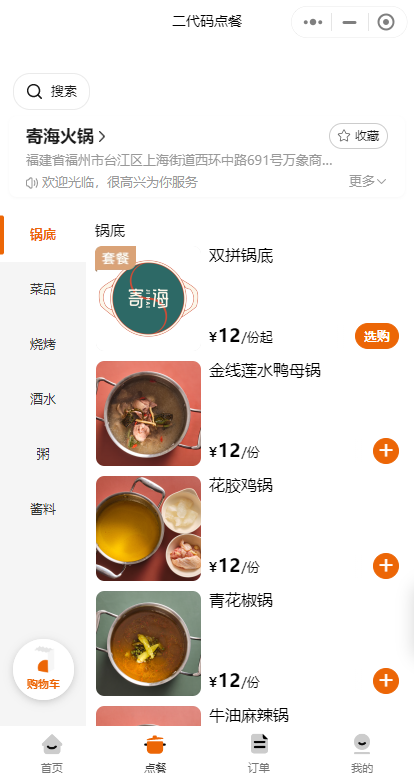 二代码点餐
搜索
寄海火锅
收藏
福建省福州市台江区上海街道西环中路691号万象商...
欢迎光临，很高兴为你服务
更多
锅底
菜品
烧烤
酒水
粥
酱料
购物车
锅底
套餐
寄海
双拼锅底
¥12/份起
选购
金线莲水鸭母锅
¥12/份
花胶鸡锅
¥12/份
青花椒锅
¥12/份
牛油麻辣锅
首页
点餐
订单
我的